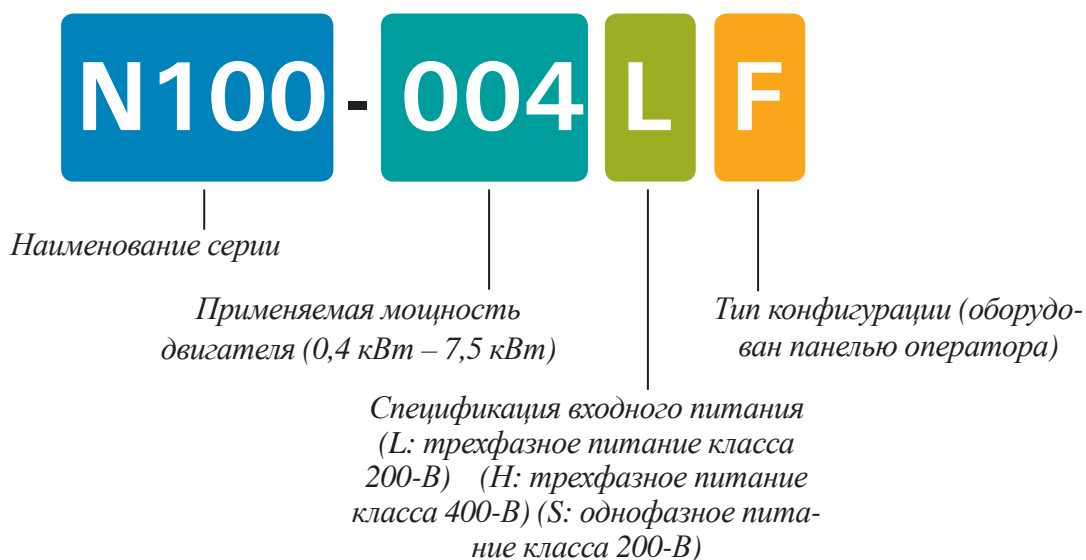 N100-004 L F
Наименование серии
Применяемая мощность
двигателя (0,4 кВт – 7,5 кВт)
Тип конфигурации (оборудо-
ван панелью оператора)
Спецификация входного питания
(L: трехфазное питание класса
200-В) (H: трехфазное питание
класса 400-В) (S: однофазное пита-
ние класса 200-В)